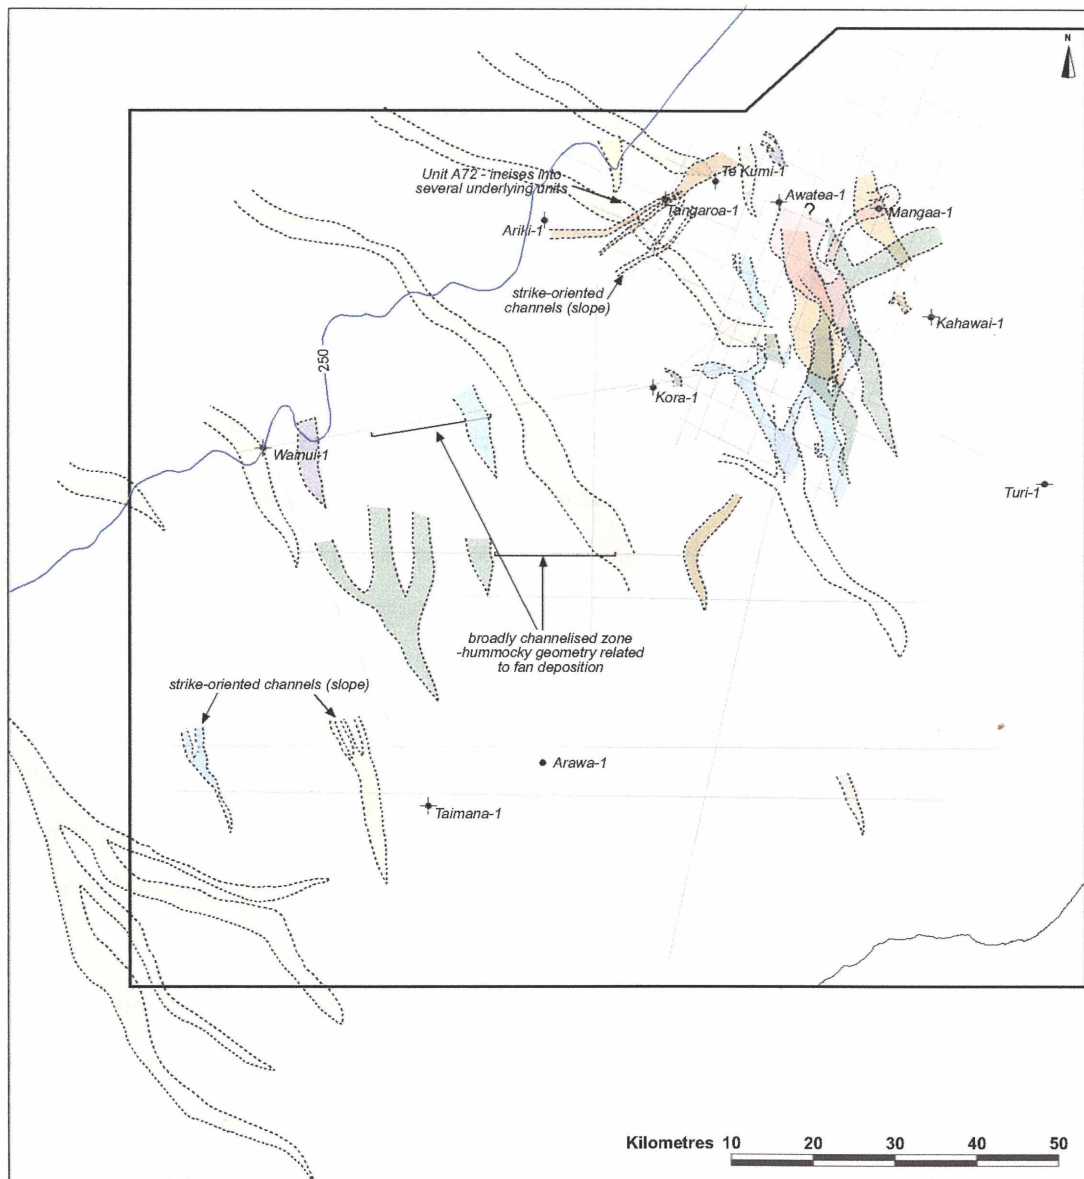 N
Unit A72 - incises into
several underlying units
Te Kumi-1
Tangaroa-1
Awatea-1
?
Mangaa-1
Ariki-1
strike-oriented
channels (slope)
Kahawai-1
250
Kora-1
Wainui-1
Turi-1
broadly channelised zone
-hummocky geometry related
to fan deposition
strike-oriented channels (slope)
Arawa-1
Taimana-1
Kilometres 10 20 30 40 50